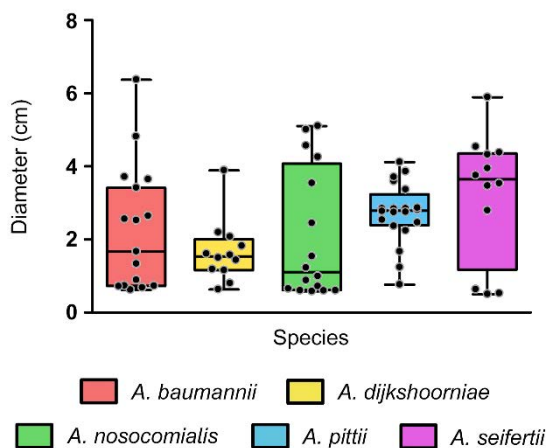 8
6
4
2
0
Diameter (cm)
Species
A. baumannii A. dijkshoorniae
A. nosocomialis A. pittii A. seifertii